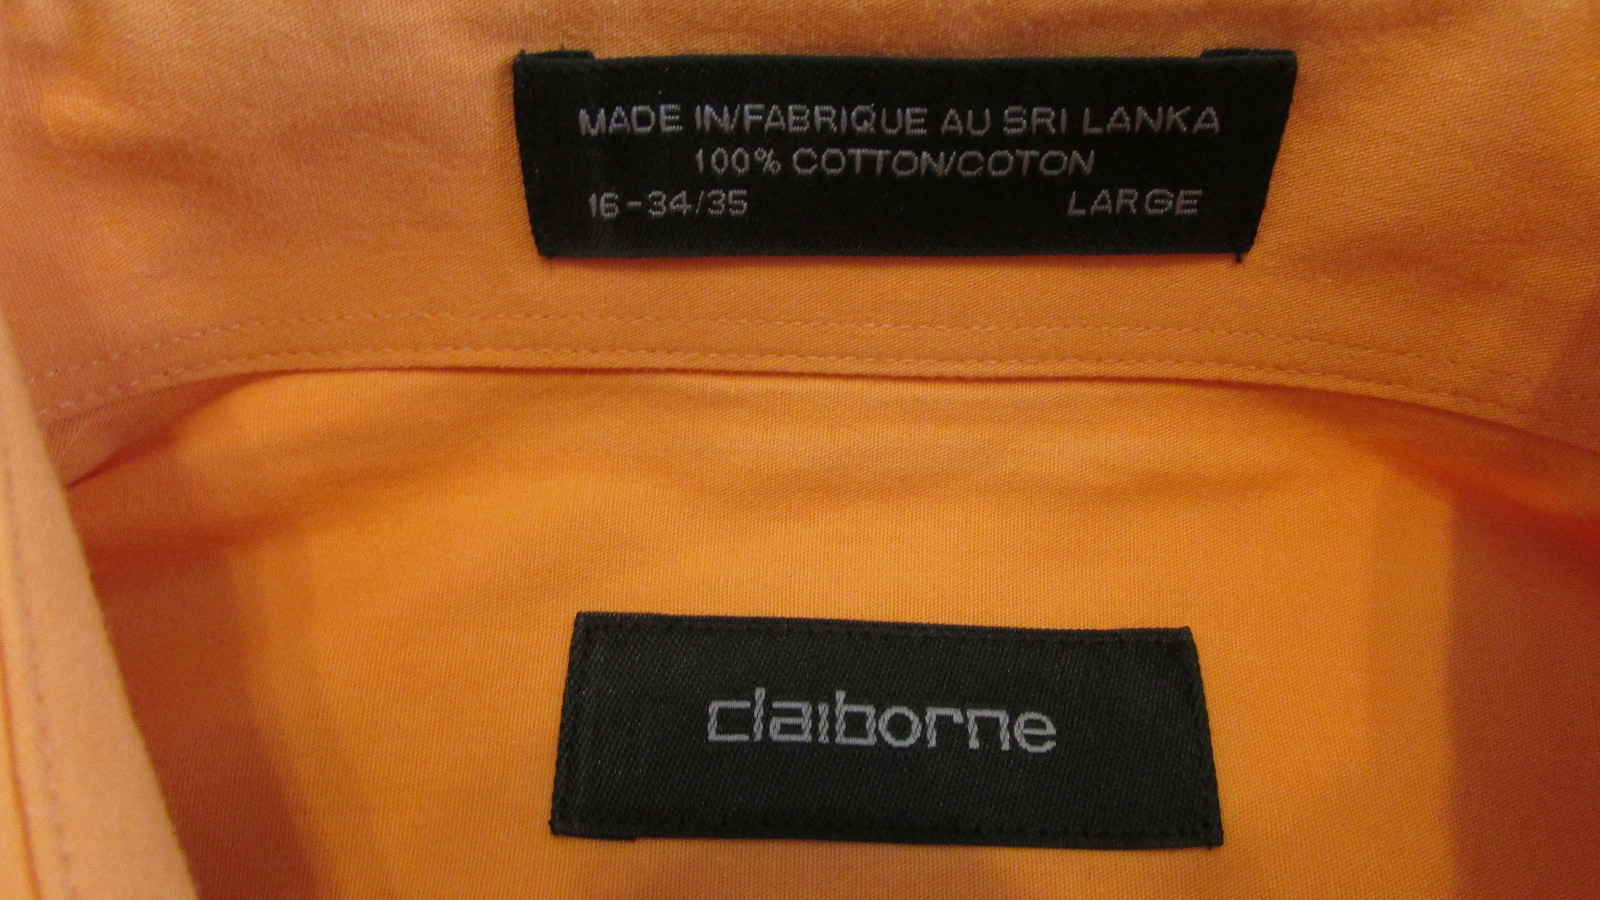 MADE IN/FABRIQUE AU SRI LANKA
100% COTTON/COTON
16-34/35 LARGE
claiborne